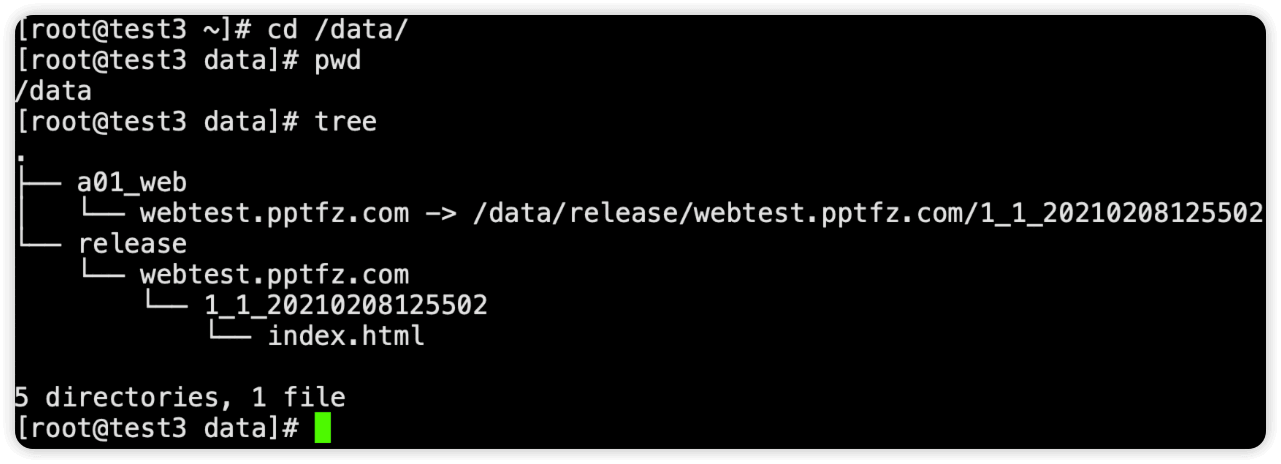 [root@test3 ~]# cd /data/
[root@test3 data]# pwd
/data
[root@test3 data]# tree
.
├── a01_web
│   └── webtest.pptfz.com -> /data/release/webtest.pptfz.com/1_1_20210208125502
└── release
    └── webtest.pptfz.com
        └── 1_1_20210208125502
            └── index.html

5 directories, 1 file
[root@test3 data]#